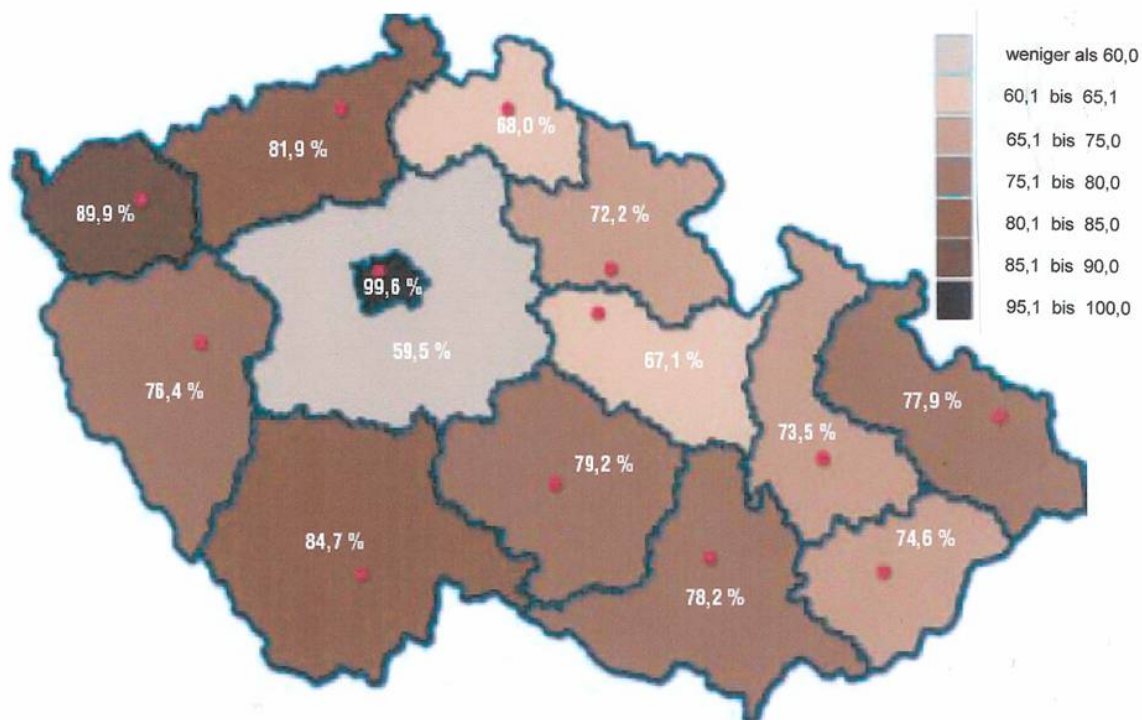 weniger als 60,0
60,1 bis 65,1
65,1 bis 75,0
75,1 bis 80,0
80,1 bis 85,0
85,1 bis 90,0
95,1 bis 100,0
68,0 %
81,9 %
89,9 %
72,2 %
99,6 %
59,5 %
67,1 %
76,4 %
77,9 %
73,5 %
79,2 %
84,7 %
74,6 %
78,2 %